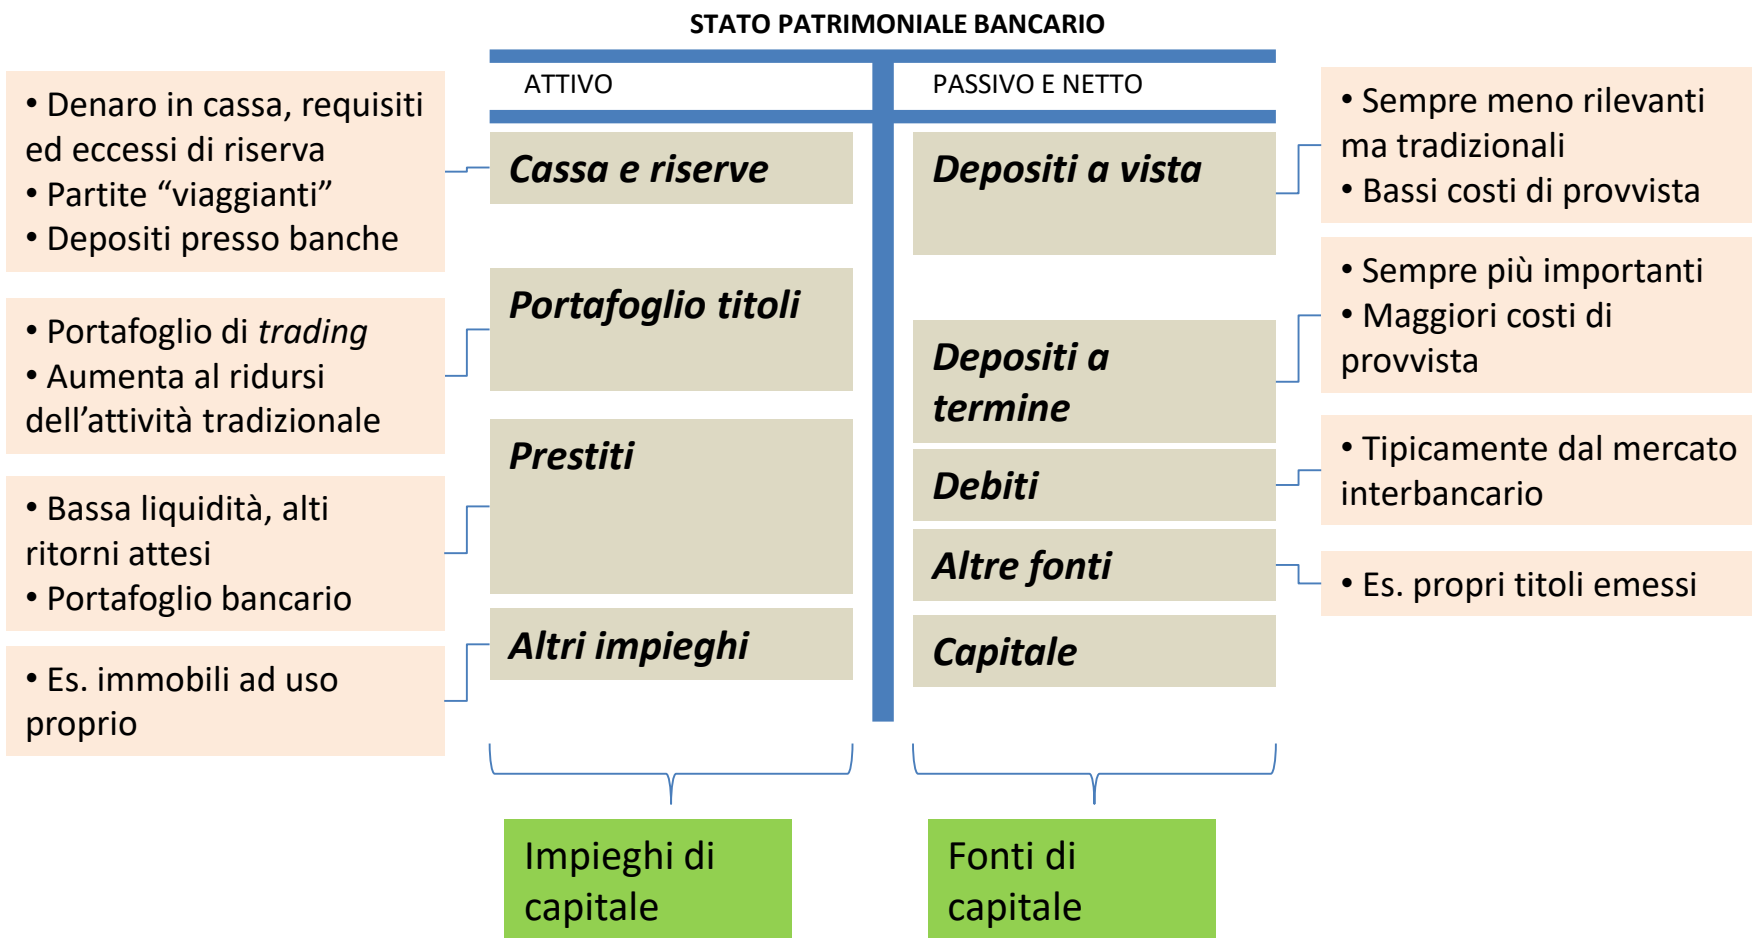 STATO PATRIMONIALE BANCARIO
ATTIVO
PASSIVO E NETTO
• Denaro in cassa, requisiti
ed eccessi di riserva
• Partite “viaggianti”
• Depositi presso banche
• Portafoglio di trading
• Aumenta al ridursi
dell’attività tradizionale
• Bassa liquidità, alti
ritorni attesi
• Portafoglio bancario
• Es. immobili ad uso
proprio
Cassa e riserve
Portafoglio titoli
Prestiti
Altri impieghi
Depositi a vista
Depositi a
termine
Debiti
Altre fonti
Capitale
• Sempre meno rilevanti
ma tradizionali
• Bassi costi di provvista
• Sempre più importanti
• Maggiori costi di
provvista
• Tipicamente dal mercato
interbancario
• Es. propri titoli emessi
Impieghi di
capitale
Fonti di
capitale